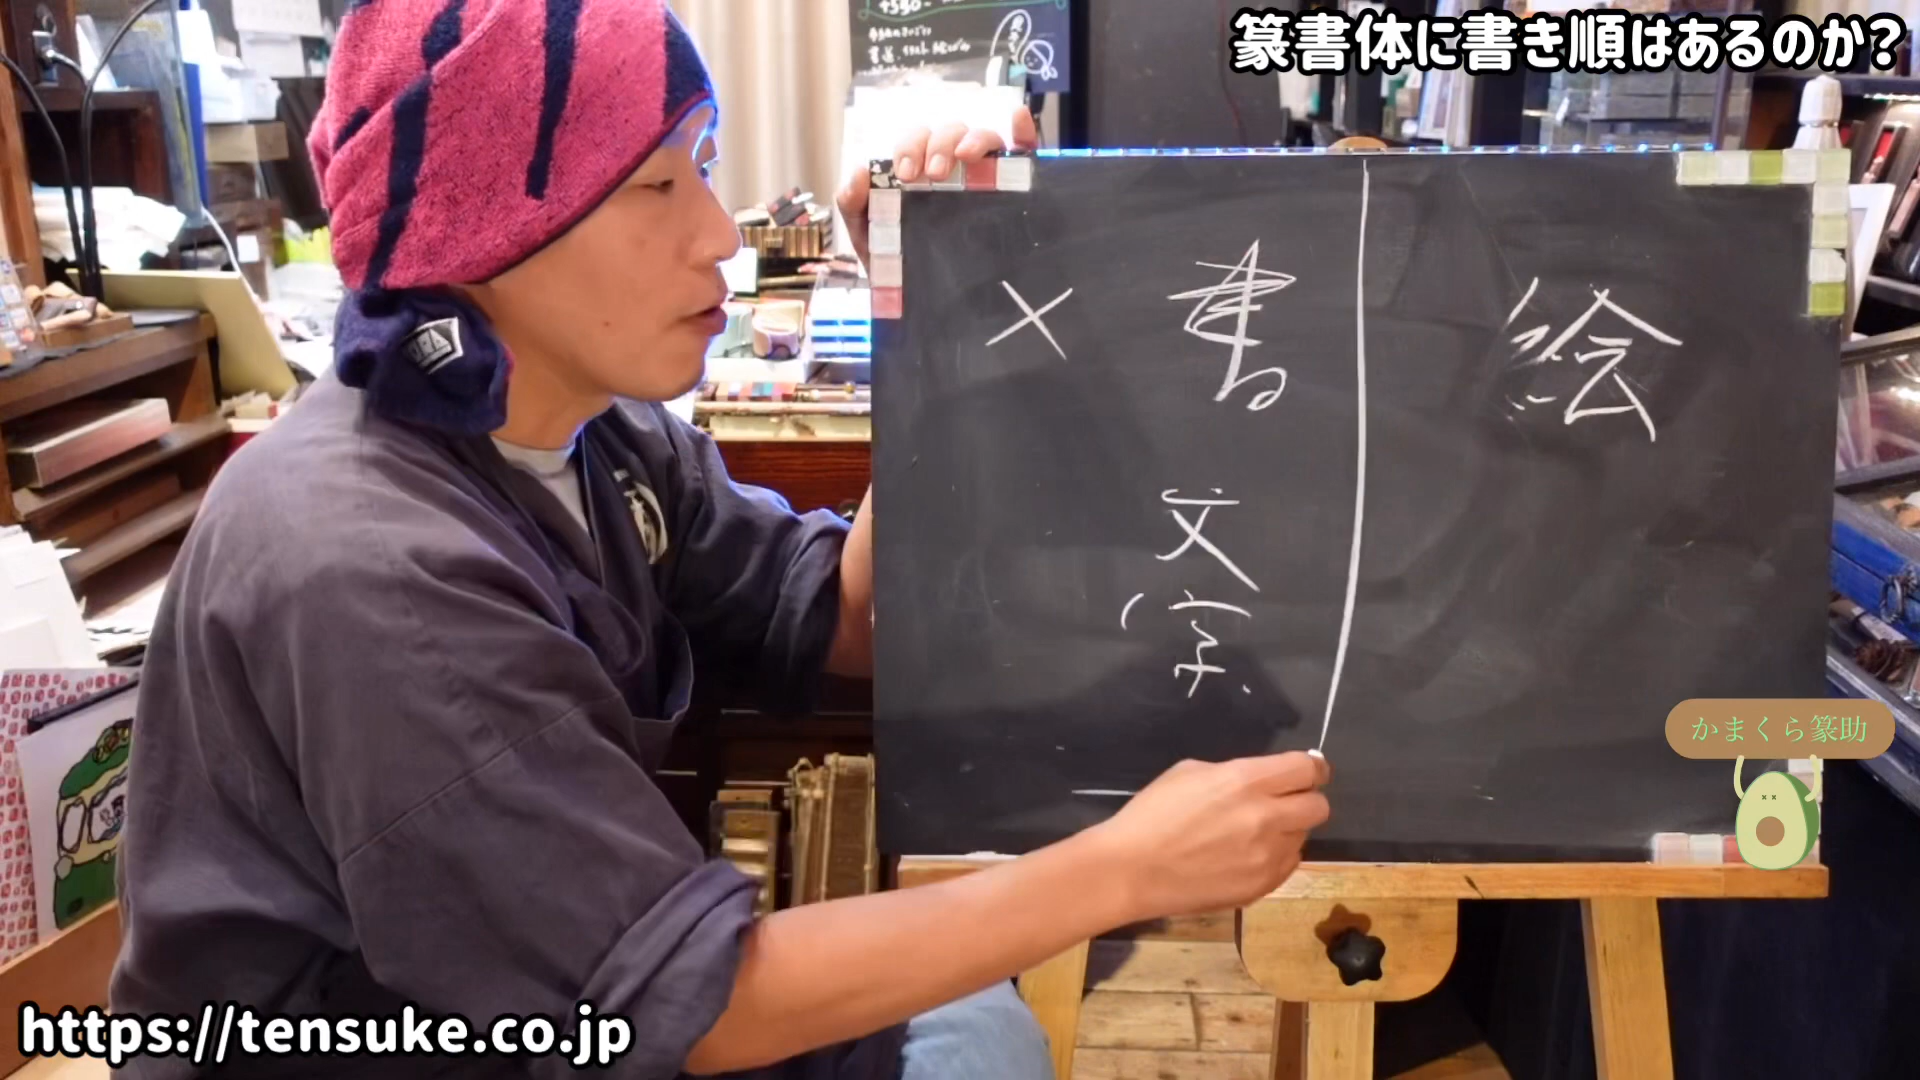 篆書体に書き順はあるのか?
+550-
× 書 絵
文字
かまくら篆助
https://tensuke.co.jp